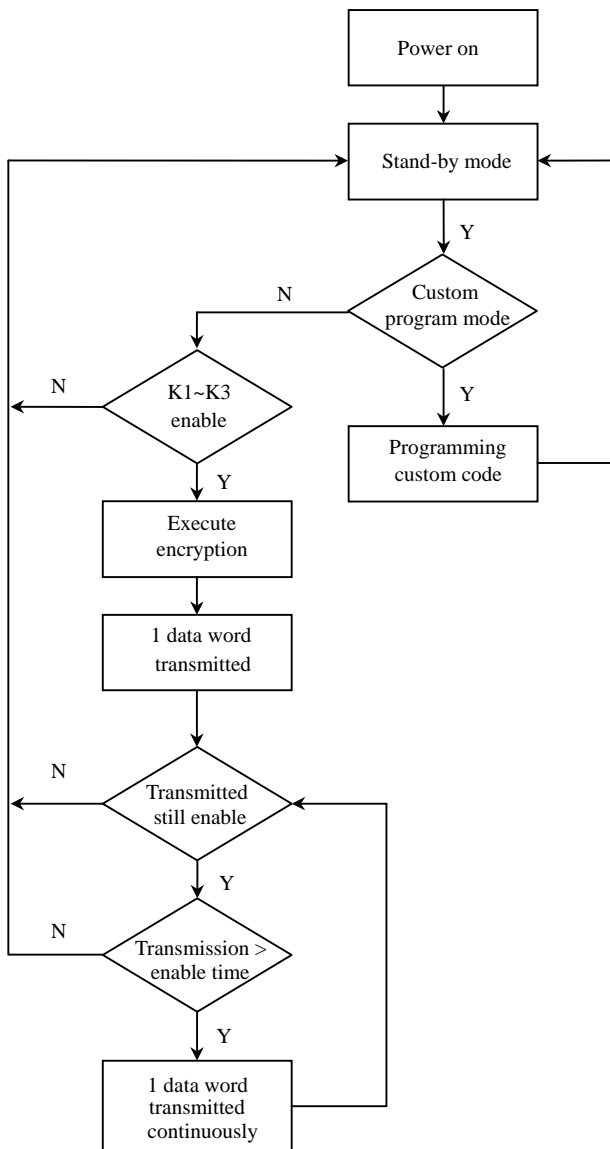 Power on
Stand-by mode
Y
N
Custom
program mode
N
K1~K3
enable
Y
Programming
custom code
Y
Execute
encryption
1 data word
transmitted
N
Transmitted
still enable
Y
N
Transmission >
enable time
Y
1 data word
transmitted
continuously